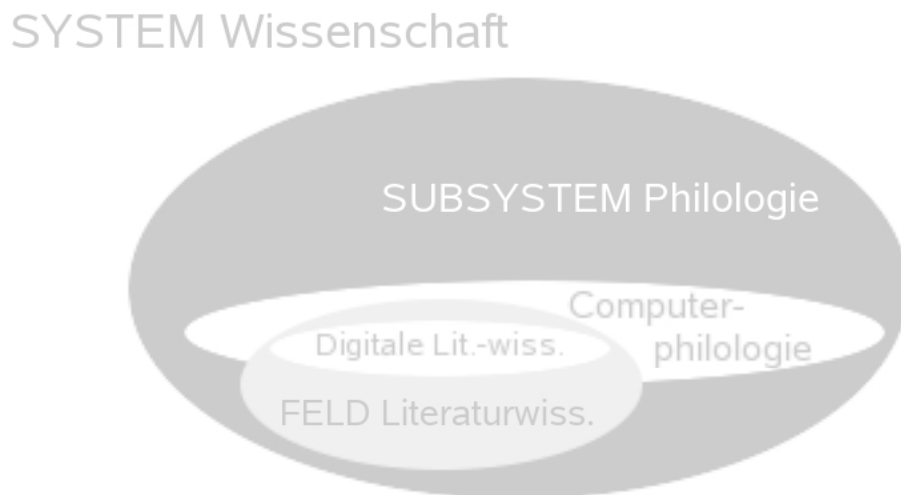 SYSTEM Wissenschaft
SUBSYSTEM Philologie
Computer-
philologie
Digitale Lit.-wiss.
FELD Literaturwiss.